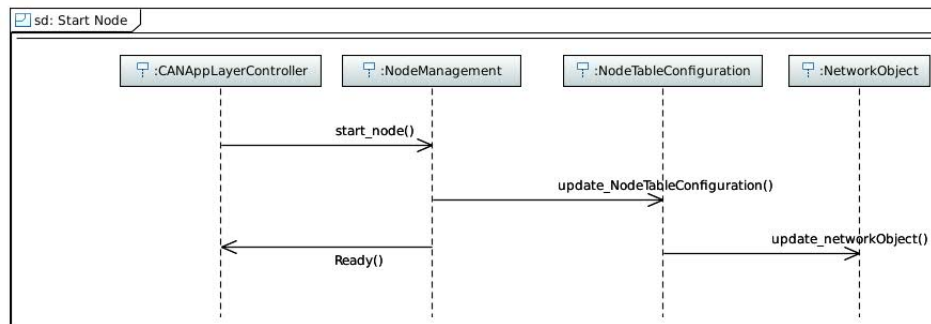 sd: Start Node
:CANAppLayerController
:NodeManagement
:NodeTableConfiguration
:NetworkObject
start_node()
update_NodeTableConfiguration()
update_networkObject()
Ready()